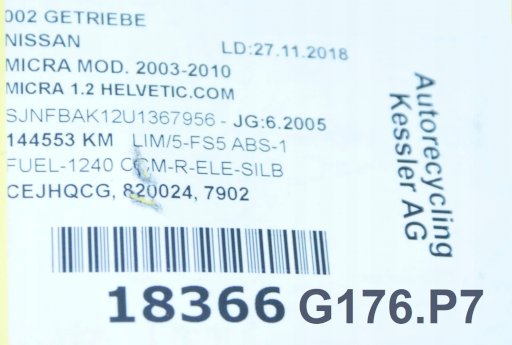 002 GETRIEBE
NISSAN
LD:27.11.2018
MICRA MOD. 2003-2010
MICRA 1.2 HELVETIC.COM
SJNFBAK12U1367956 - JG:6.2005
144553 KM LIM/5-FS5 ABS-1
FUEL-1240 CCM-R-ELE-SILB
CEJHQCG, 820024, 7902
18366 G176.P7
Autorecycling
Kessler AG